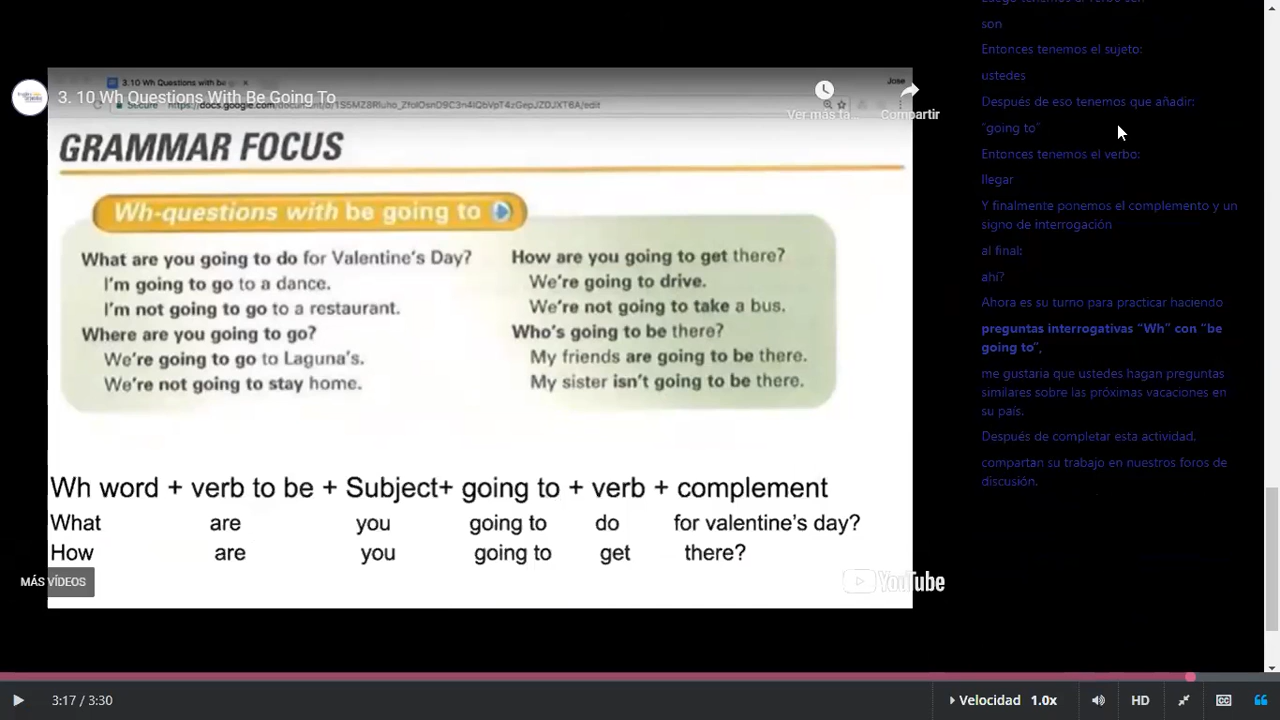 3.10 Wh Questions with be g
Jose
3. 10 Wh Questions With Be Going To
Ver más ta...
Compartir
GRAMMAR FOCUS
Wh-questions with be going to
What are you going to do for Valentine's Day?
I'm going to go to a dance.
I'm not going to go to a restaurant.
Where are you going to go?
We're going to go to Laguna's.
We're not going to stay home.
How are you going to get there?
We're going to drive.
We're not going to take a bus.
Who's going to be there?
My friends are going to be there.
My sister isn't going to be there.
Wh word + verb to be + Subject+ going to + verb + complement
What are you going to do for valentine's day?
How are you going to get there?
MÁS VÍDEOS
YouTube
son
Entonces tenemos el sujeto:
ustedes
Después de eso tenemos que añadir:
"going to"
Entonces tenemos el verbo:
llegar
Y finalmente ponemos el complemento y un
signo de interrogación
al final:
ahí?
Ahora es su turno para practicar haciendo
preguntas interrogativas "Wh" con "be
going to",
me gustaria que ustedes hagan preguntas
similares sobre las próximas vacaciones en
su país.
Después de completar esta actividad.
compartan su trabajo en nuestros foros de
discusión.
3:17 / 3:30
Velocidad 1.0x
HD
CC